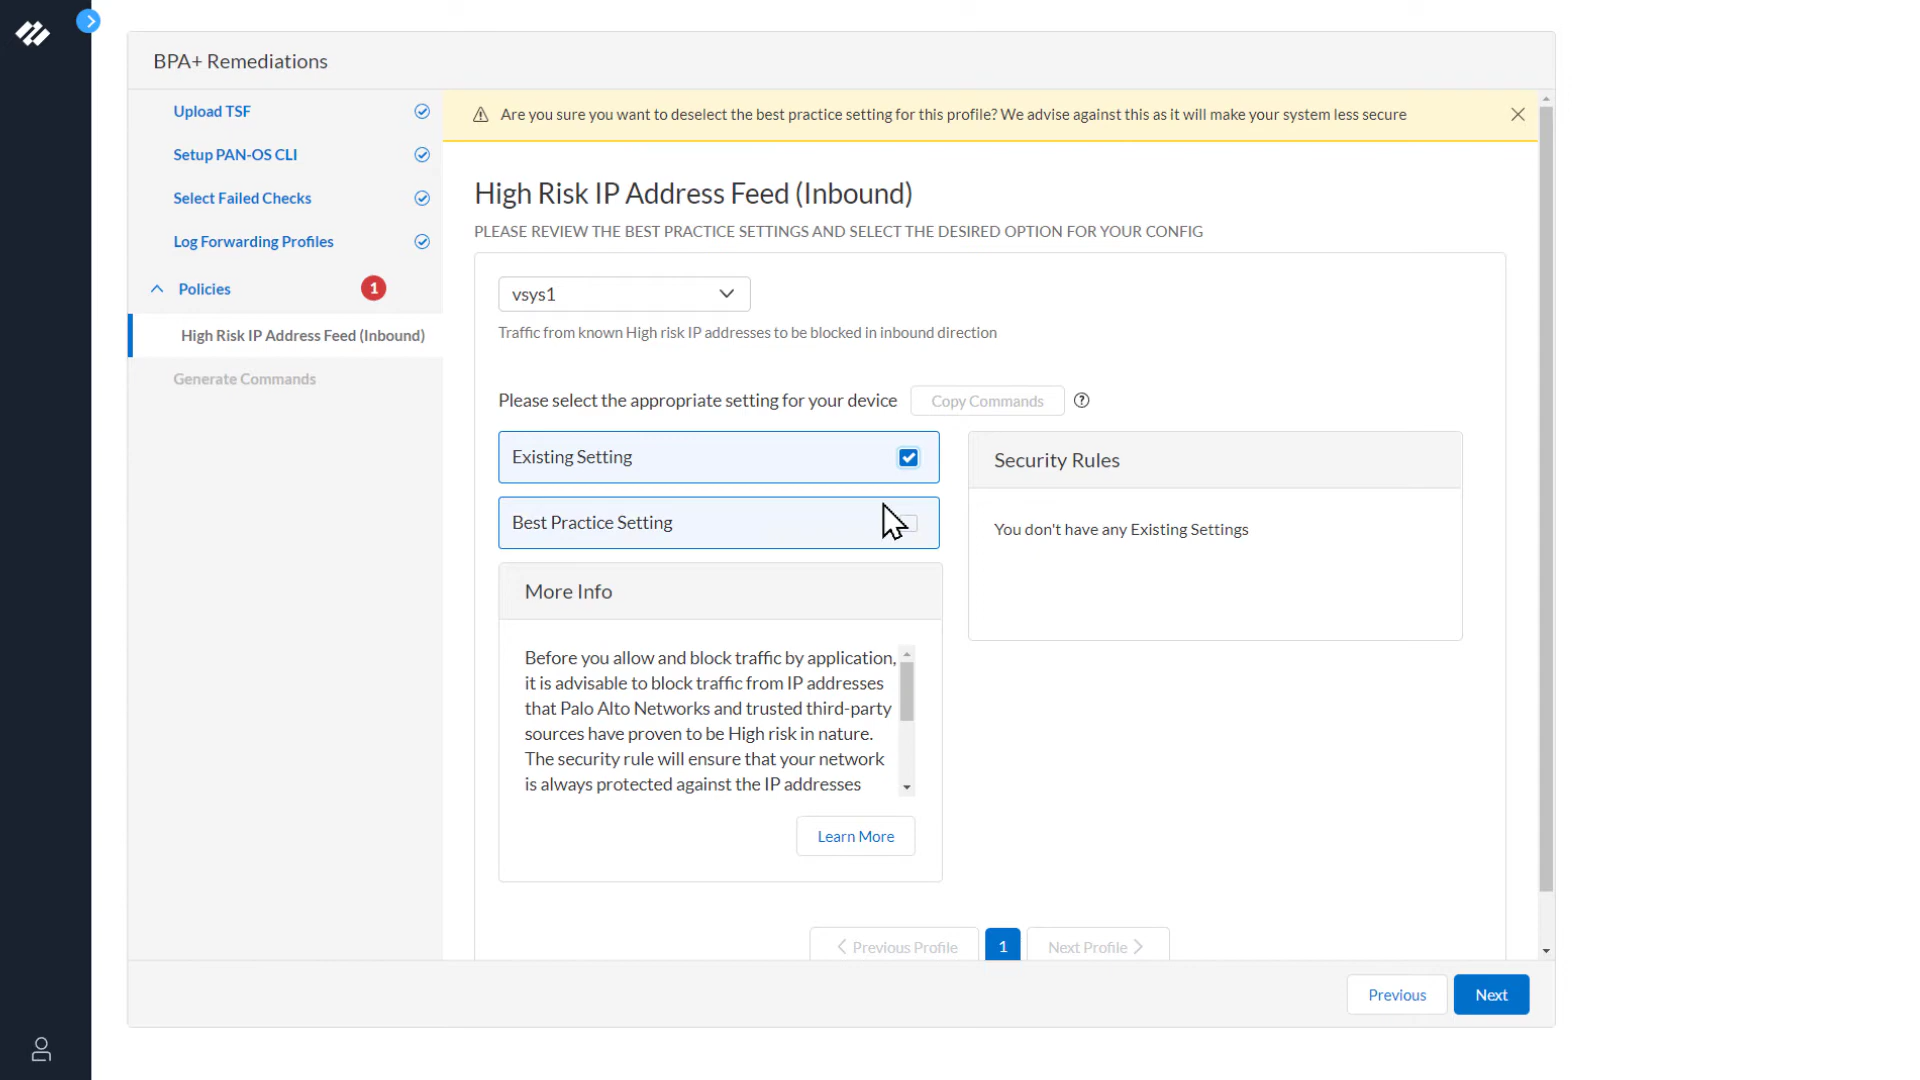 BPA+ Remediations
Upload TSF
Setup PAN-OS CLI
Select Failed Checks
Log Forwarding Profiles
Policies
1
High Risk IP Address Feed (Inbound)
Generate Commands
Are you sure you want to deselect the best practice setting for this profile? We advise against this as it will make your system less secure
High Risk IP Address Feed (Inbound)
PLEASE REVIEW THE BEST PRACTICE SETTINGS AND SELECT THE DESIRED OPTION FOR YOUR CONFIG
vsys1
Traffic from known High risk IP addresses to be blocked in inbound direction
Please select the appropriate setting for your device
Copy Commands
?
Existing Setting
Best Practice Setting
More Info
Before you allow and block traffic by application,
it is advisable to block traffic from IP addresses
that Palo Alto Networks and trusted third-party
sources have proven to be High risk in nature.
The security rule will ensure that your network
is always protected against the IP addresses
Learn More
Security Rules
You don't have any Existing Settings
Previous Profile
1
Next Profile
Previous
Next